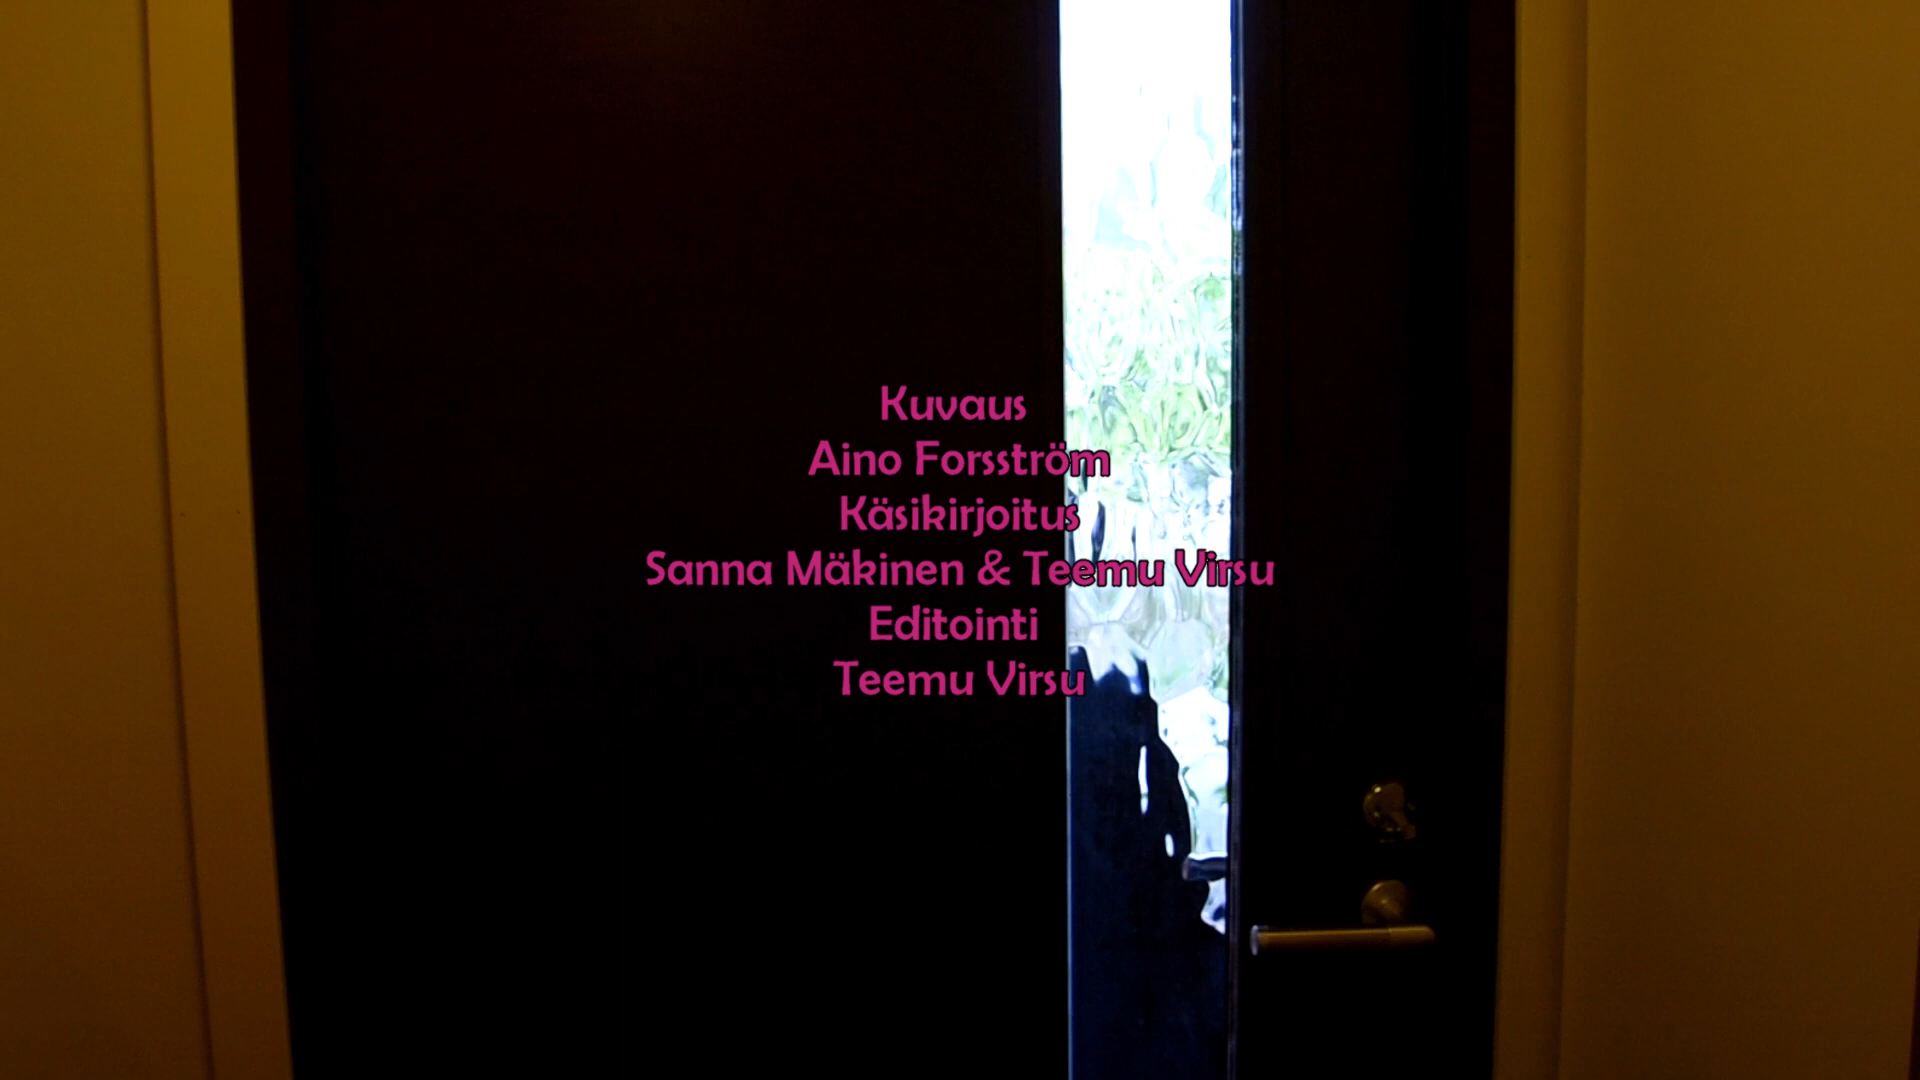 Kuvaus
Aino Forsström
Käsikirjoitus
Sanna Mäkinen & Teemu Virsu
Editointi
Teemu Virsu